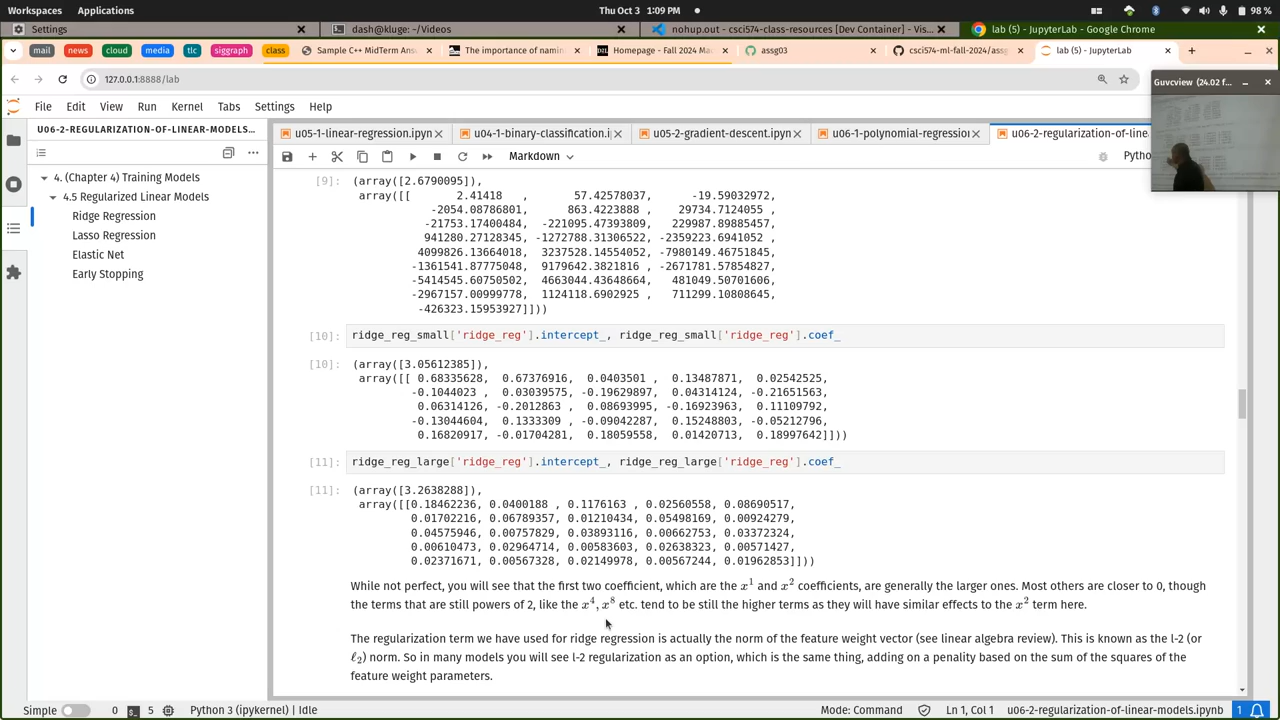 Workspaces Applications Thu Oct 3 1:09 PM 98 %
Settings dash@kluge: ~/Videos nohup.out - csci574-class-resources [Dev Container] - Vis... lab (5) - JupyterLab - Google Chrome
mail news cloud media tlc siggraph class Sample C++ MidTerm Ans The importance of namin Homepage - Fall 2024 Mac assg03 csci574-ml-fall-2024/assg lab (5) - JupyterLab
127.0.0.1:8888/lab
Guvcview (24.02 f...
File Edit View Run Kernel Tabs Settings Help
U06-2-REGULARIZATION-OF-LINEAR-MODELS... u05-1-linear-regression.ipynb u04-1-binary-classification.i u05-2-gradient-descent.ipynb u06-1-polynomial-regression u06-2-regularization-of-line
Markdown Pytho
4. (Chapter 4) Training Models
4.5 Regularized Linear Models
Ridge Regression
Lasso Regression
Elastic Net
Early Stopping
[9]: (array([2.6790095]),
array([[ 2.41418 , 57.42578037, -19.59032972,
-2054.08786801, 863.4223888 , 29734.7124055 ,
-21753.17400484, -221095.47393809, 229987.89885457,
941280.27128345, -1272788.31306522, -2359223.6941052 ,
4099826.13664018, 3237528.14554052, -7980149.46751845,
-1361541.87775048, 9179642.3821816 , -2671781.57854827,
-5414545.60750502, 4663044.43648664, 481049.50701606,
-2967157.00999778, 1124118.6902925 , 711299.10808645,
-426323.15953927]]))
[10]: ridge_reg_small['ridge_reg'].intercept_, ridge_reg_small['ridge_reg'].coef_
[10]: (array([3.05612385]),
array([[ 0.68335628, 0.67376916, 0.0403501 , 0.13487871, 0.02542525,
-0.1044023 , 0.03039575, -0.19629897, 0.04314124, -0.21651563,
0.06314126, -0.2012863 , 0.08693995, -0.16923963, 0.11109792,
-0.13044604, 0.1333309 , -0.09042287, 0.15248803, -0.05212796,
0.16820917, -0.01704281, 0.18059558, 0.01420713, 0.18997642]]))
[11]: ridge_reg_large['ridge_reg'].intercept_, ridge_reg_large['ridge_reg'].coef_
[11]: (array([3.2638288]),
array([[0.18462236, 0.0400188 , 0.1176163 , 0.02560558, 0.08690517,
0.01702216, 0.06789357, 0.01210434, 0.05498169, 0.00924279,
0.04575946, 0.00757829, 0.03893116, 0.00662753, 0.03372324,
0.00610473, 0.02964714, 0.00583603, 0.02638323, 0.00571427,
0.02371671, 0.00567328, 0.02149978, 0.00567244, 0.01962853]]))
While not perfect, you will see that the first two coefficient, which are the x¹ and x² coefficients, are generally the larger ones. Most others are closer to 0, though
the terms that are still powers of 2, like the x⁴, x⁸ etc. tend to be still the higher terms as they will have similar effects to the x² term here.
The regularization term we have used for ridge regression is actually the norm of the feature weight vector (see linear algebra review). This is known as the l-2 (or
ℓ₂) norm. So in many models you will see l-2 regularization as an option, which is the same thing, adding on a penality based on the sum of the squares of the
feature weight parameters.
Simple 0 5 Python 3 (ipykernel) | Idle Mode: Command Ln 1, Col 1 u06-2-regularization-of-linear-models.ipynb 1